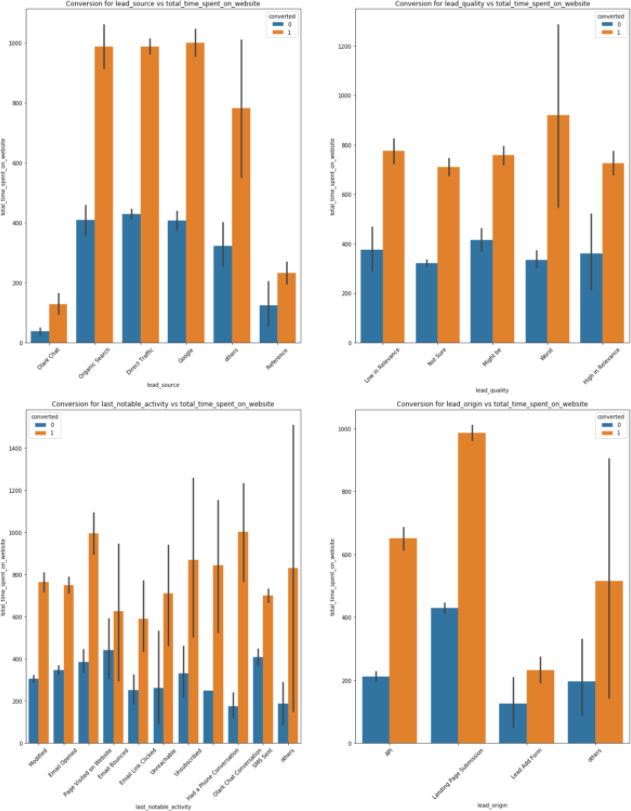 Conversion for lead_source vs total_time_spent_on_website
converted
0
1
1000
800
600
400
200
0
total_time_spent_on_website
Olark Chat
Organic Search
Direct Traffic
Google
others
Reference
lead_source
Conversion for lead_quality vs total_time_spent_on_website
converted
0
1
1200
1000
800
600
400
200
0
total_time_spent_on_website
Low in Relevance
Not Sure
Might be
Worst
High in Relevance
lead_quality
Conversion for last_notable_activity vs total_time_spent_on_website
converted
0
1
1400
1200
1000
800
600
400
200
0
total_time_spent_on_website
Modified
Email Opened
Page Visited on Website
Email Bounced
Email Link Clicked
Unreachable
Unsubscribed
Had a Phone Conversation
Olark Chat Conversation
SMS Sent
others
last_notable_activity
Conversion for lead_origin vs total_time_spent_on_website
converted
0
1
1000
800
600
400
200
0
total_time_spent_on_website
API
Landing Page Submission
Lead Add Form
others
lead_origin